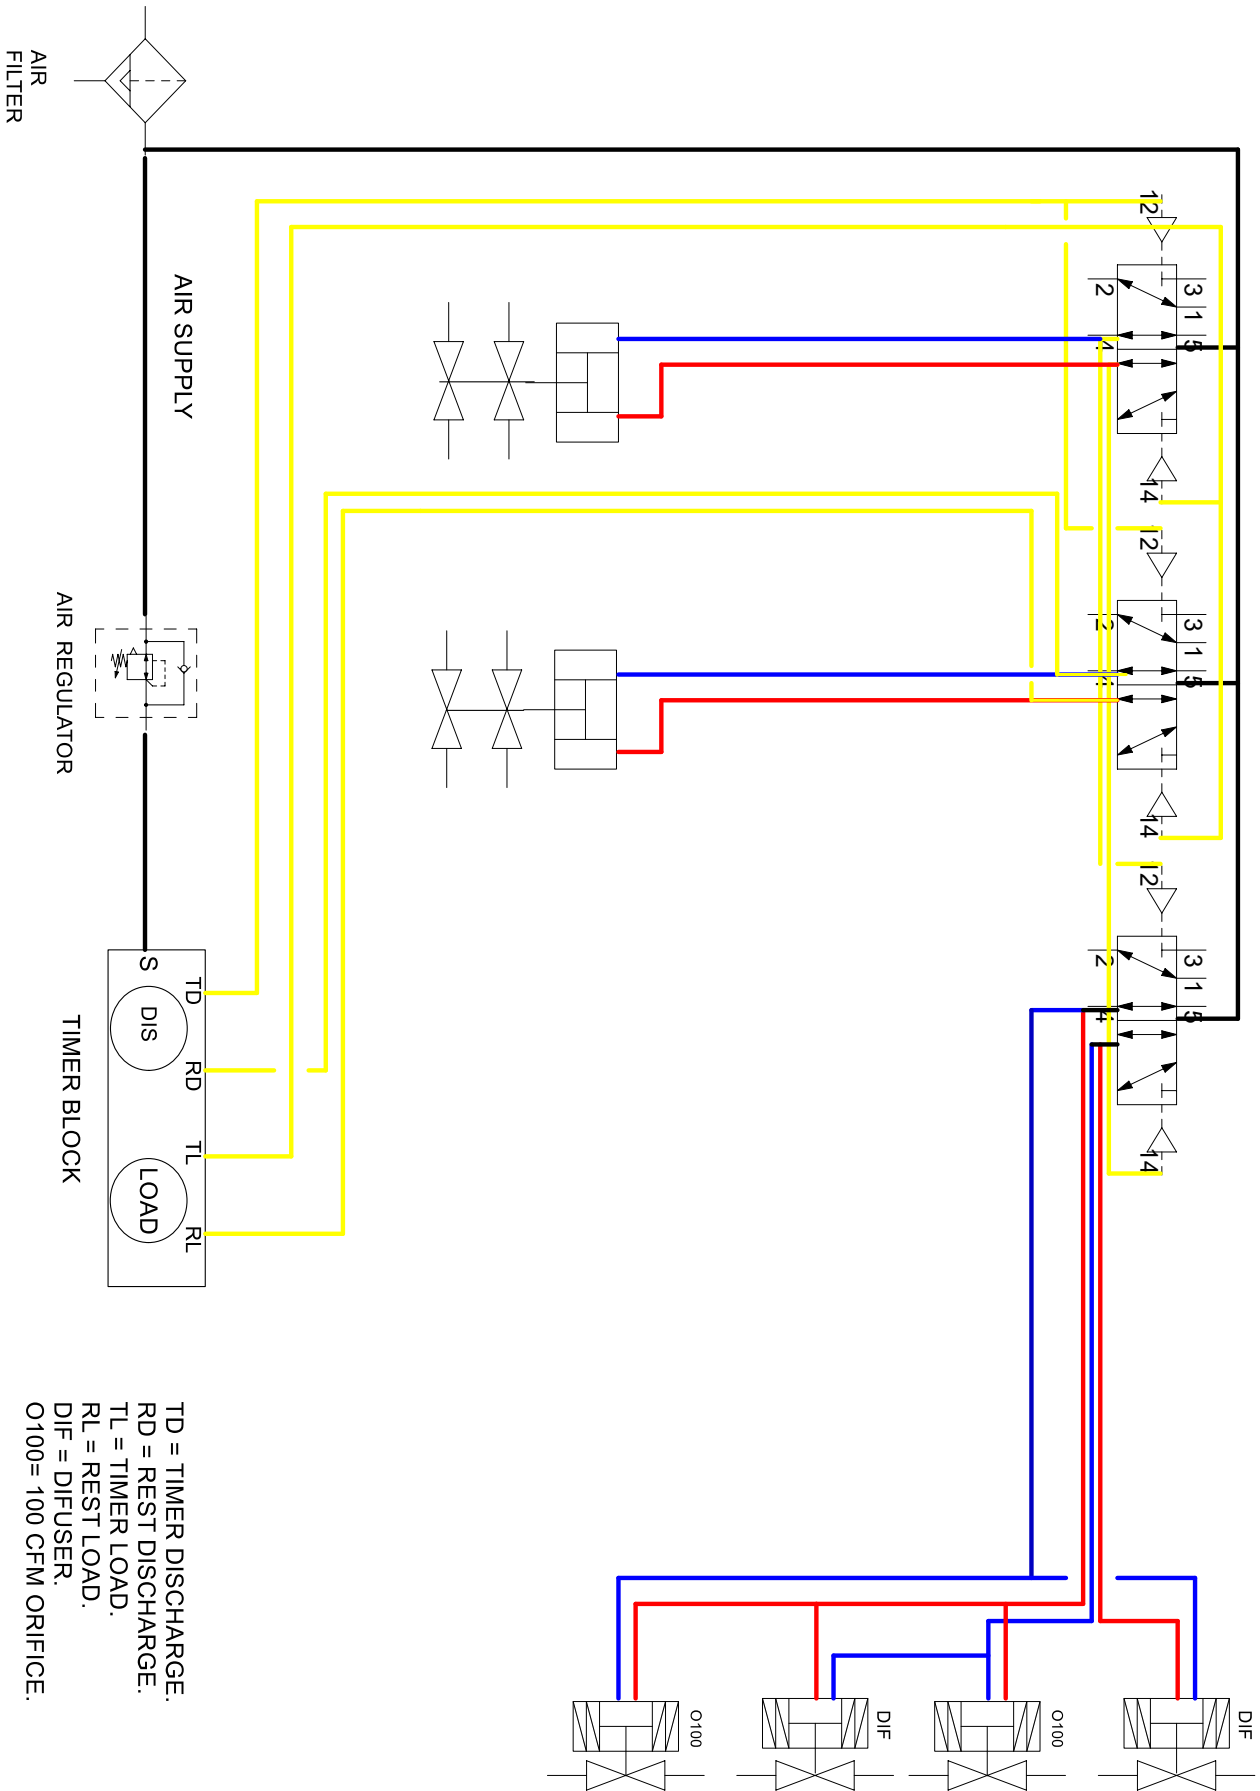 DIF
3 1 5
12 14
2 4
3 1 5
12 14
2 4
3 1 5
12 14
2 4
O100
DIF
O100
AIR SUPPLY
TD RD TL RL
S DIS LOAD
TIMER BLOCK
AIR REGULATOR
AIR
FILTER
TD = TIMER DISCHARGE.
RD = REST DISCHARGE.
TL = TIMER LOAD.
RL = REST LOAD.
DIF = DIFUSER.
O100= 100 CFM ORIFICE.